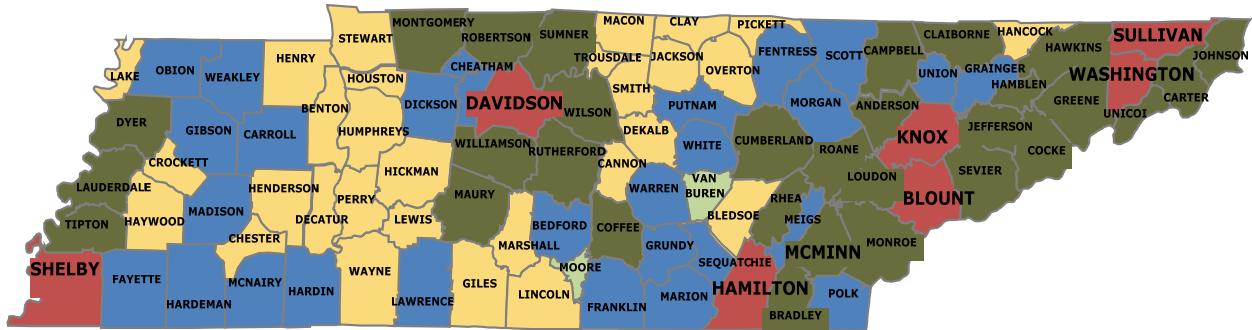 MACON
CLAY
PICKETT
MONTGOMERY
ROBERTSON
SUMNER
STEWART
TROUSDALE
JACKSON
FENTRESS
SCOTT
CAMPBELL
CLAIBORNE
HANCOCK
HAWKINS
SULLIVAN
JOHNSON
LAKE
OBION
WEAKLEY
HENRY
HOUSTON
CHEATHAM
SMITH
OVERTON
UNION
GRAINGER
HAMBLEN
WASHINGTON
CARTER
GREENE
UNICOI
BENTON
DICKSON
DAVIDSON
WILSON
PUTNAM
MORGAN
ANDERSON
KNOX
JEFFERSON
COCKE
DYER
GIBSON
CARROLL
HUMPHREYS
WILLIAMSON
RUTHERFORD
DEKALB
WHITE
CUMBERLAND
ROANE
LOUDON
SEVIER
CROCKETT
HICKMAN
CANNON
LAUDERDALE
HENDERSON
PERRY
MAURY
WARREN
VAN
BUREN
RHEA
BLOUNT
TIPTON
HAYWOOD
MADISON
DECATUR
LEWIS
BEDFORD
COFFEE
BLEDSOE
MEIGS
CHESTER
MARSHALL
GRUNDY
SEQUATCHIE
MCMINN
MONROE
SHELBY
FAYETTE
HARDEMAN
MCNAIRY
HARDIN
WAYNE
LAWRENCE
GILES
LINCOLN
MOORE
FRANKLIN
MARION
HAMILTON
BRADLEY
POLK